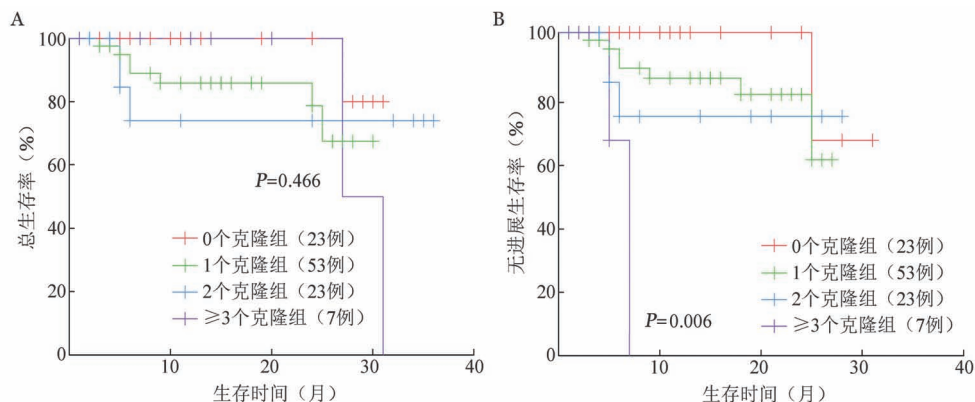 A
100
80
60
40
20
0
总生存率（%）
P=0.466
0个克隆组（23例）
1个克隆组（53例）
2个克隆组（23例）
≥3个克隆组（7例）
10
20
30
40
生存时间（月）
B
100
80
60
40
20
0
无进展生存率（%）
0个克隆组（23例）
1个克隆组（53例）
2个克隆组（23例）
≥3个克隆组（7例）
P=0.006
10
20
30
40
生存时间（月）